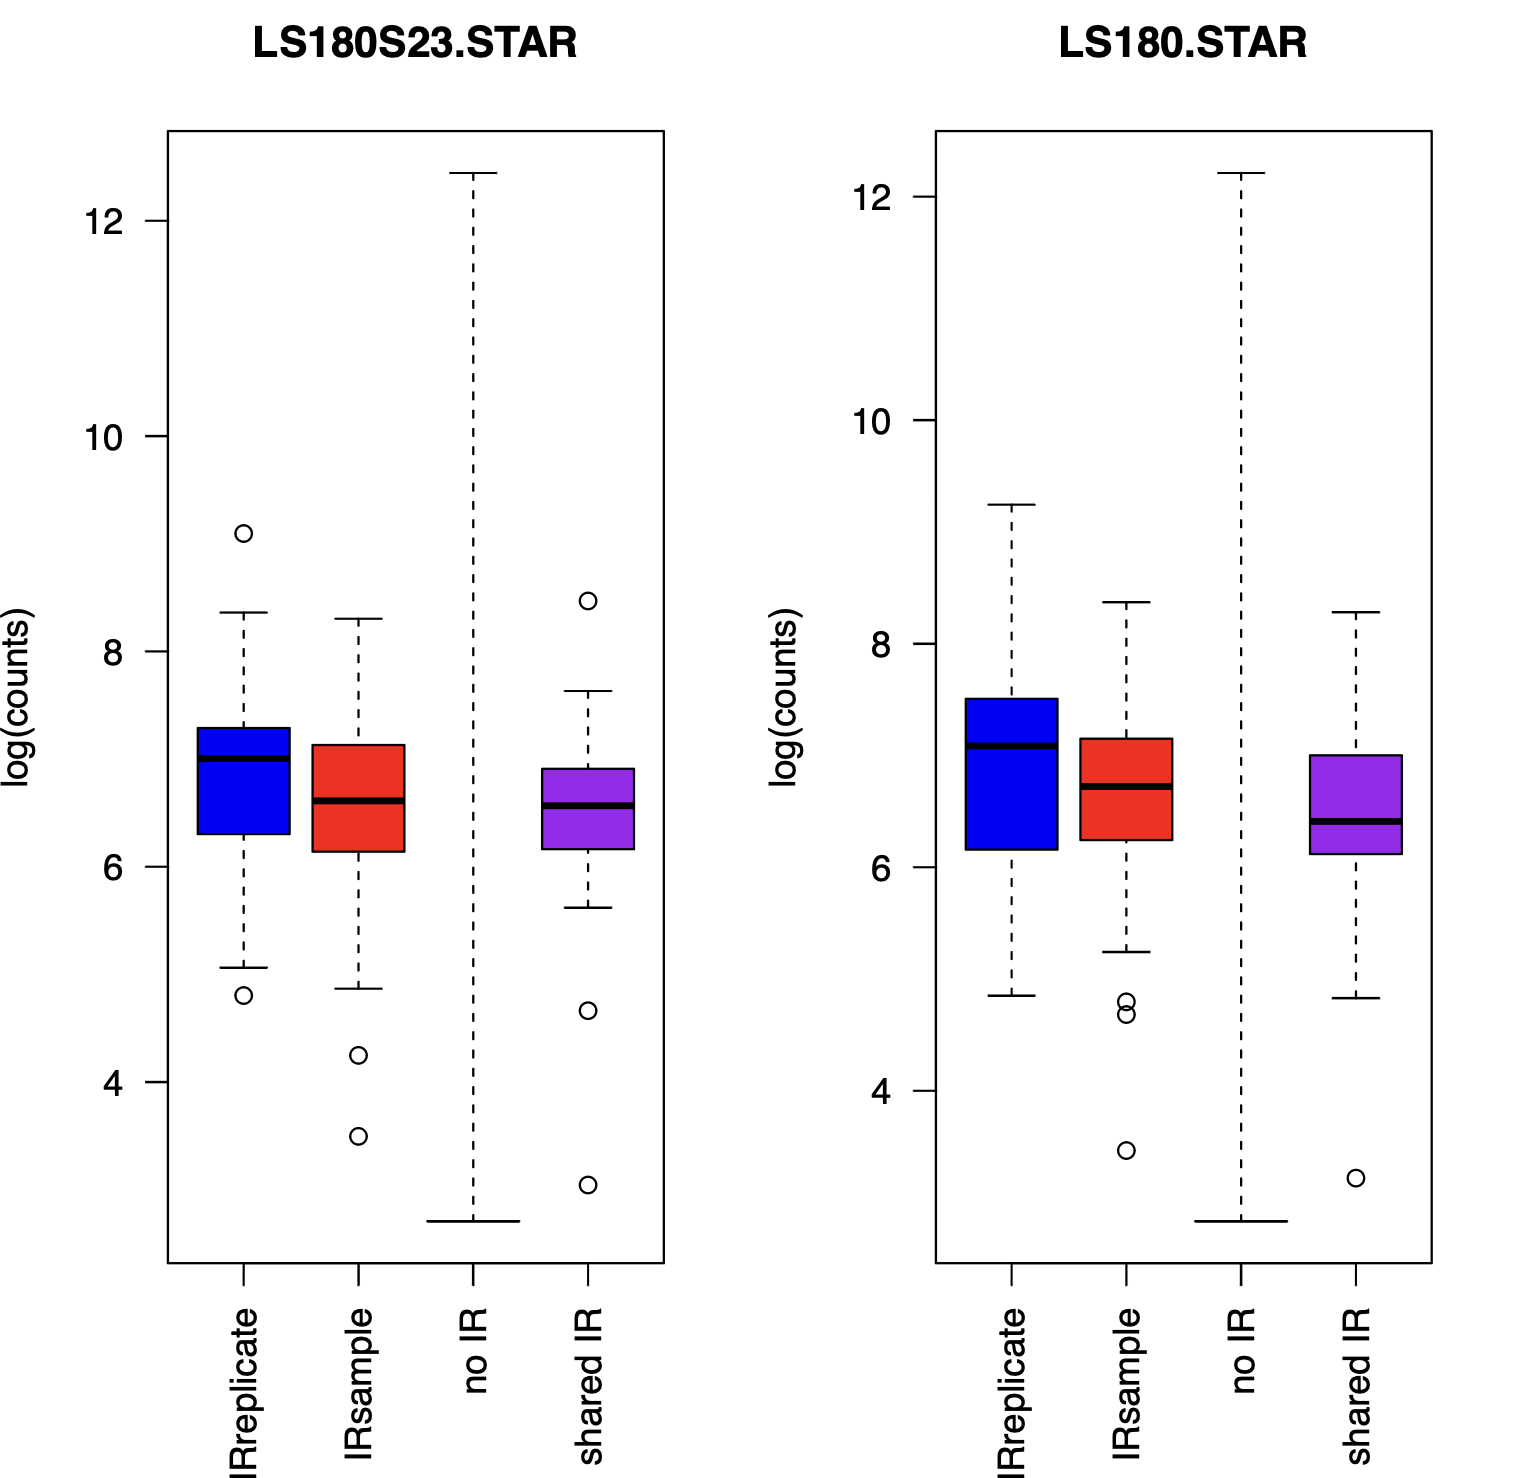 LS180S23.STAR
log(counts)
12
10
8
6
4
IRreplicate
IRsample
no IR
shared IR
LS180.STAR
log(counts)
12
10
8
6
4
IRreplicate
IRsample
no IR
shared IR